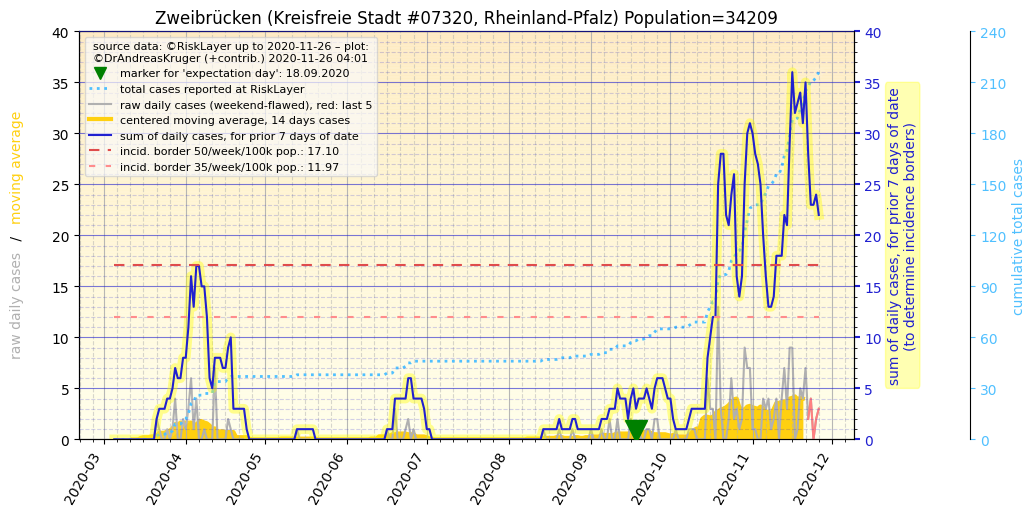 Zweibrücken (Kreisfreie Stadt #07320, Rheinland-Pfalz) Population=34209
source data: ©RiskLayer up to 2020-11-26 – plot:
©DrAndreasKruger (+contrib.) 2020-11-26 04:01
marker for 'expectation day': 18.09.2020
total cases reported at RiskLayer
raw daily cases (weekend-flawed), red: last 5
centered moving average, 14 days cases
sum of daily cases, for prior 7 days of date
incid. border 50/week/100k pop.: 17.10
incid. border 35/week/100k pop.: 11.97
raw daily cases / moving average
40
35
30
25
20
15
10
5
0
2020-03
2020-04
2020-05
2020-06
2020-07
2020-08
2020-09
2020-10
2020-11
2020-12
40
35
30
25
20
15
10
5
0
sum of daily cases, for prior 7 days of date
(to determine incidence borders)
240
210
180
150
120
90
60
30
0
cumulative total cases